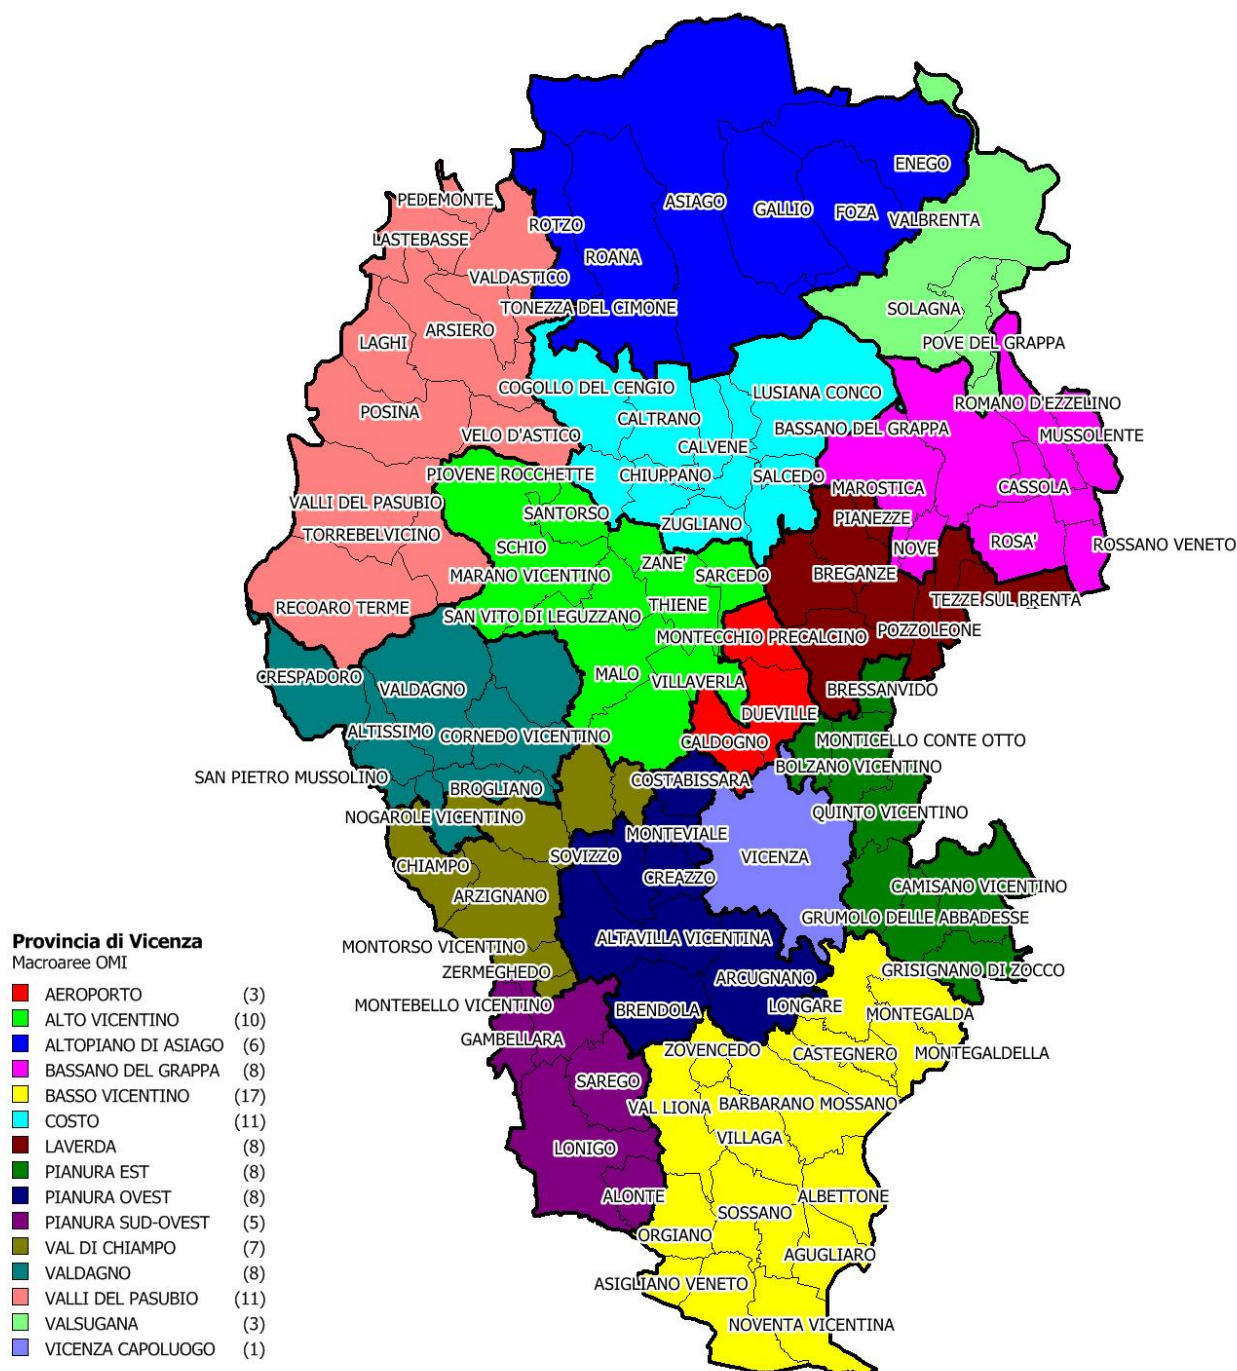 ENEGO
ASIAGO
GALLIO
FOZA
VALBRENTA
PEDEMONTE
ROTZO
LASTEBASSE
ROANA
VALDASTICO
TONEZZA DEL CIMONE
SOLAGNA
ARSIERO
LAGHI
POVE DEL GRAPPA
COGOLLO DEL CENGIO
LUSIANA CONCO
ROMANO D'EZZELINO
POSINA
CALTRANO
BASSANO DEL GRAPPA
VELO D'ASTICO
MUSSOLENTE
CALVENE
PIOVENE ROCCHETTE
CHIUPPANO
SALCEDO
MAROSTICA
CASSOLA
VALLI DEL PASUBIO
SANTORSO
ZUGLIANO
PIANEZZE
TORREBELVICINO
SCHIO
NOVE
ROSA'
ROSSANO VENETO
ZANE'
MARANO VICENTINO
SARCEDO
BREGANZE
TEZZE SUL BRENTA
RECOARO TERME
THIENE
SAN VITO DI LEGUZZANO
MONTECCHIO PRECALCINO
POZZOLEONE
CRESPADORO
MALO
VILLAVERLA
VALDAGNO
BRESSANVIDO
DUEVILLE
ALTISSIMO
CORNEDO VICENTINO
CALDOGNO
MONTICELLO CONTE OTTO
BOLZANO VICENTINO
SAN PIETRO MUSSOLINO
COSTABISSARA
BROGLIANO
NOGAROLE VICENTINO
QUINTO VICENTINO
MONTEVIALE
SOVIZZO
VICENZA
CHIAMPO
CREAZZO
CAMISANO VICENTINO
ARZIGNANO
GRUMOLO DELLE ABBADESSE
ALTAVILLA VICENTINA
MONTORSO VICENTINO
ZERMEGHEDO
GRISIGNANO DI ZOCCO
ARCUGNANO
MONTEBELLO VICENTINO
BRENDOLA
LONGARE
MONTEGALDA
GAMBELLARA
ZOVENCEDO
CASTEGNERO
MONTEGALDELLA
SAREGO
VAL LIONA
BARBARANO MOSSANO
VILLAGA
LONIGO
ALONTE
ALBETTONE
SOSSANO
ORGIANO
AGUGLIARO
ASIGLIANO VENETO
NOVENTA VICENTINA
Provincia di Vicenza
Macroaree OMI
AEROPORTO (3)
ALTO VICENTINO (10)
ALTOPIANO DI ASIAGO (6)
BASSANO DEL GRAPPA (8)
BASSO VICENTINO (17)
COSTO (11)
LAVERDA (8)
PIANURA EST (8)
PIANURA OVEST (8)
PIANURA SUD-OVEST (5)
VAL DI CHIAMPO (7)
VALDAGNO (8)
VALLI DEL PASUBIO (11)
VALSUGANA (3)
VICENZA CAPOLUOGO (1)